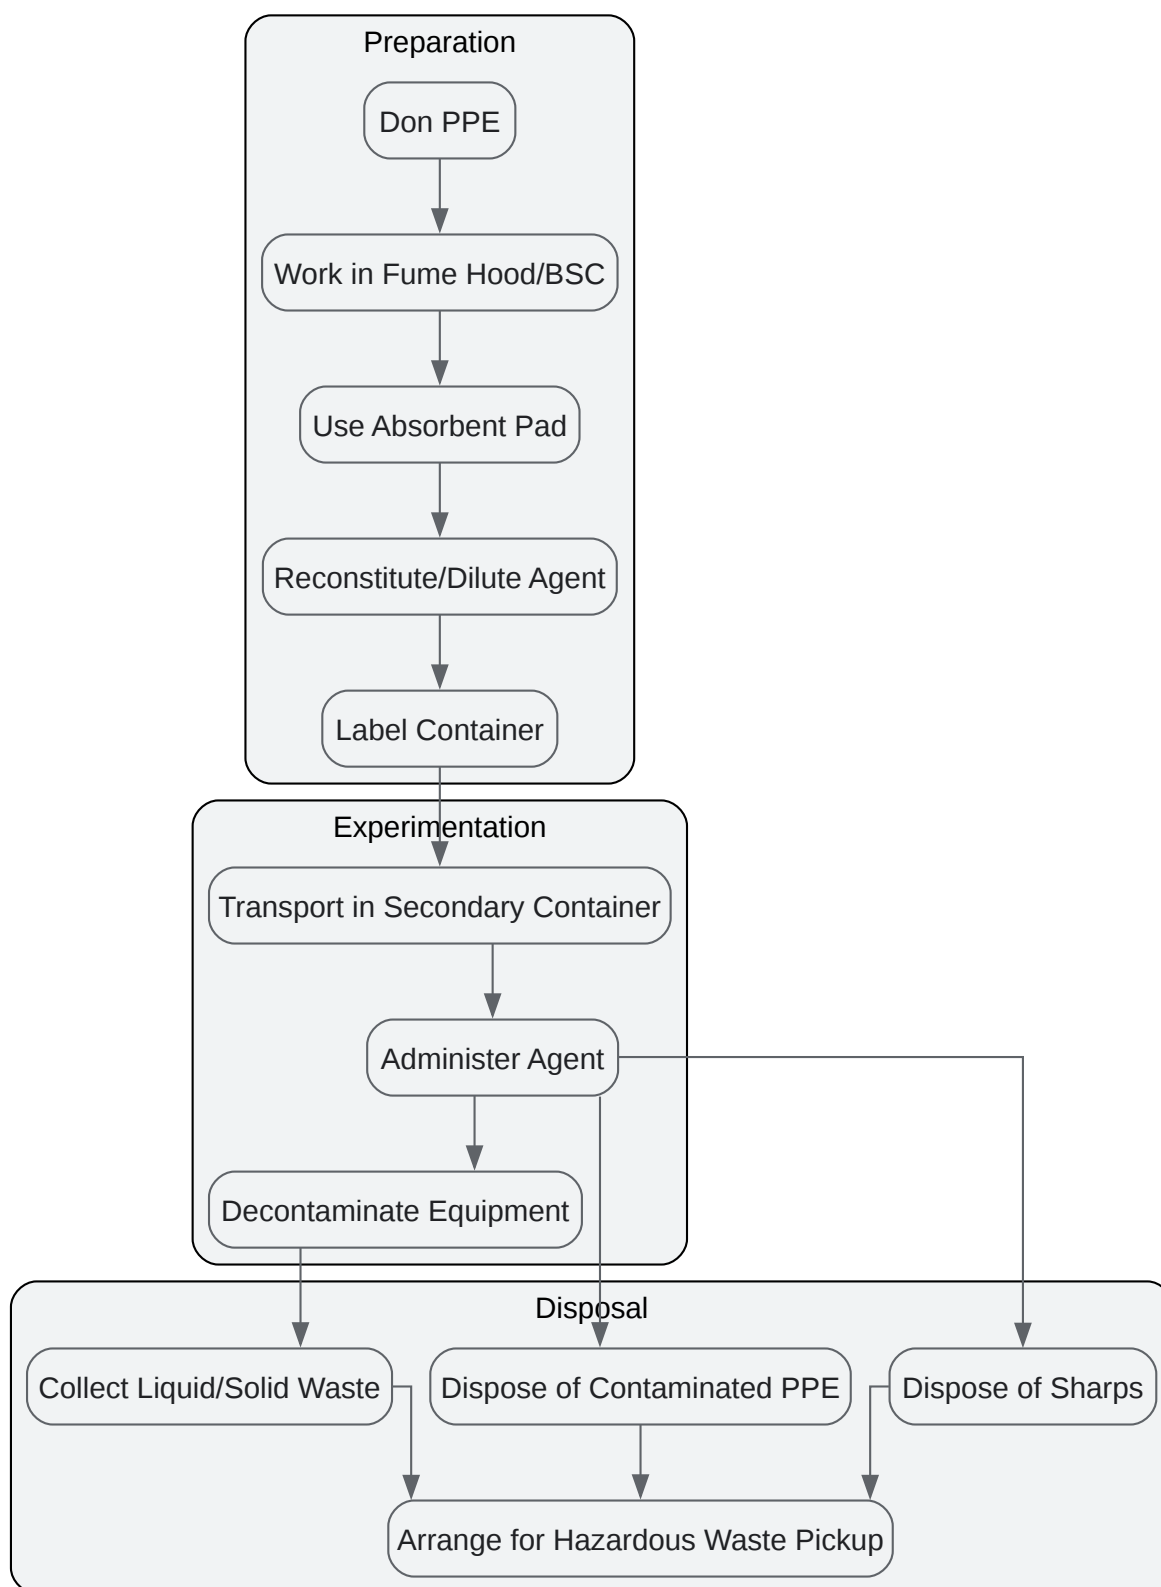 Preparation
Don PPE
Work in Fume Hood/BSC
Use Absorbent Pad
Reconstitute/Dilute Agent
Label Container
Experimentation
Transport in Secondary Container
Administer Agent
Decontaminate Equipment
Disposal
Collect Liquid/Solid Waste
Dispose of Contaminated PPE
Dispose of Sharps
Arrange for Hazardous Waste Pickup